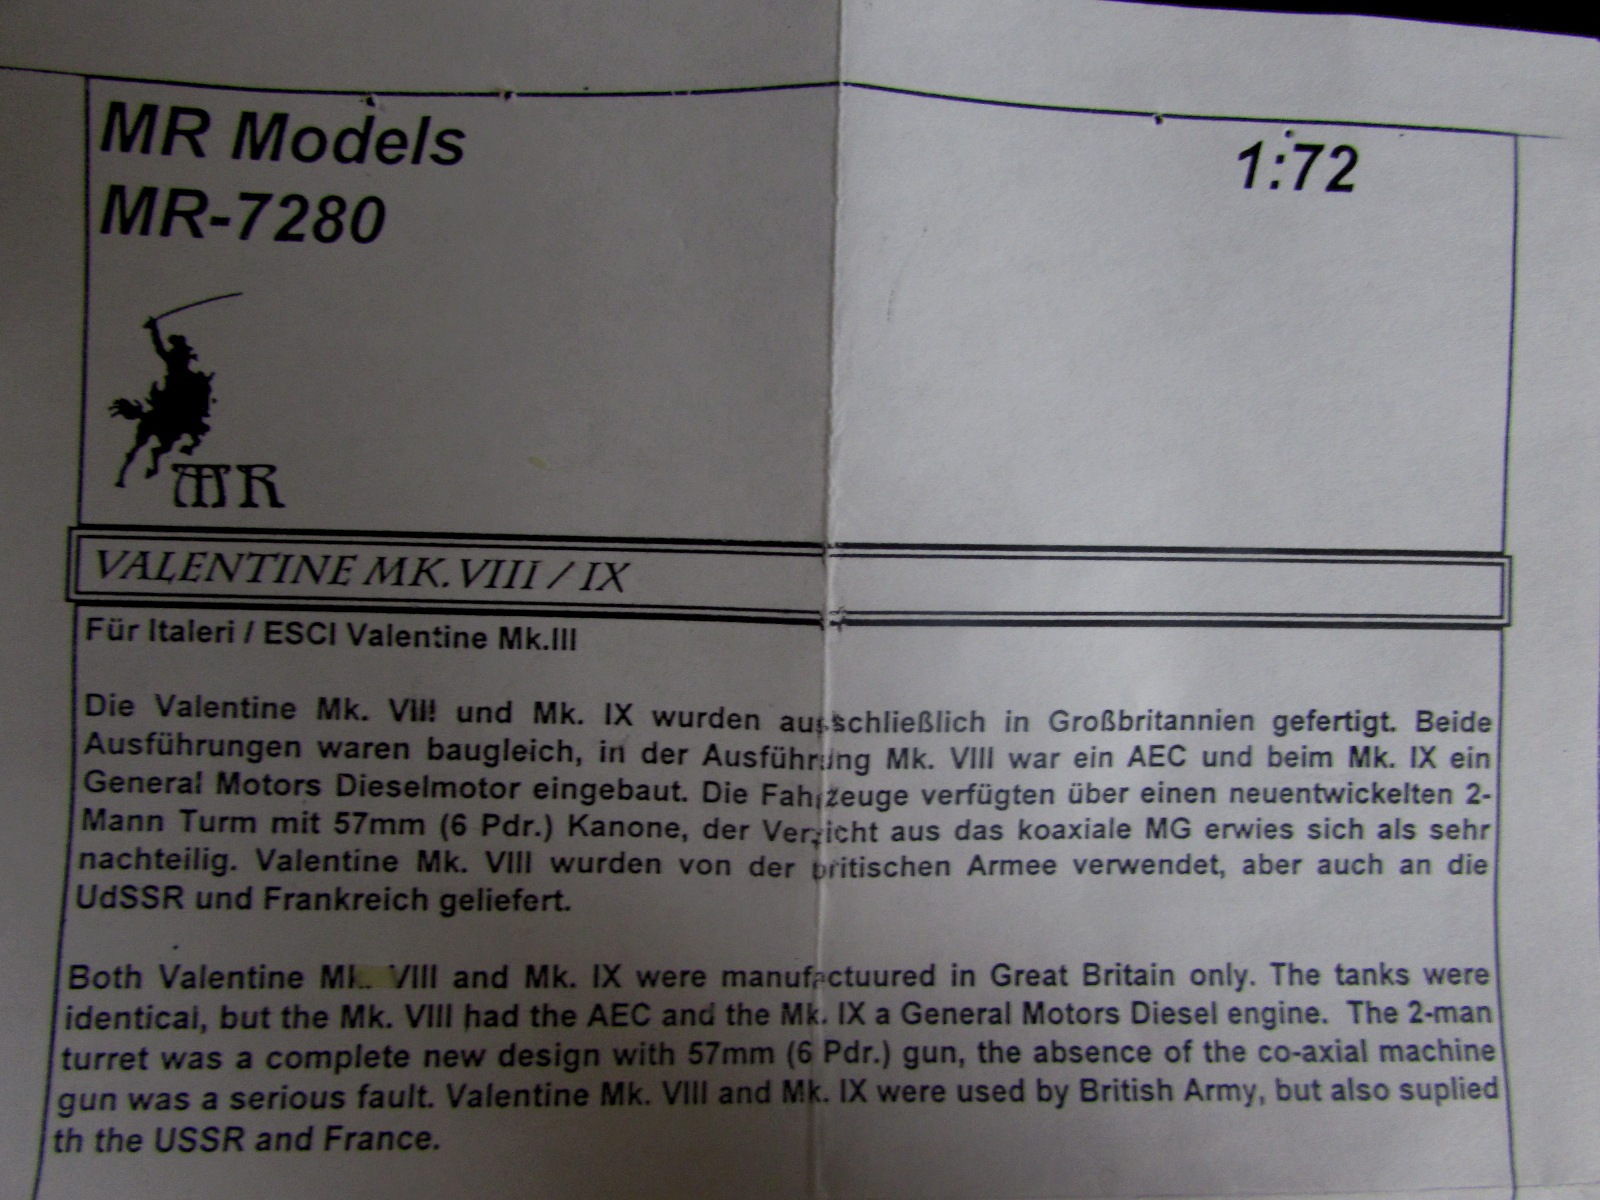 MR Models
1:72
MR-7280
MR
VALENTINE MK.VIII / IX
Für Italeri / ESCI Valentine Mk.III
Die Valentine Mk. VIII und Mk. IX wurden ausschließlich in Großbritannien gefertigt. Beide
Ausführungen waren baugleich, in der Ausführung Mk. VIII war ein AEC und beim Mk. IX ein
General Motors Dieselmotor eingebaut. Die Fahrzeuge verfügten über einen neuentwickelten 2-
Mann Turm mit 57mm (6 Pdr.) Kanone, der Verzicht aus das koaxiale MG erwies sich als sehr
nachteilig. Valentine Mk. VIII wurden von der britischen Armee verwendet, aber auch an die
UdSSR und Frankreich geliefert.
Both Valentine Mk. VIII and Mk. IX were manufactuured in Great Britain only. The tanks were
identical, but the Mk. VIII had the AEC and the Mk. IX a General Motors Diesel engine. The 2-man
turret was a complete new design with 57mm (6 Pdr.) gun, the absence of the co-axial machine
gun was a serious fault. Valentine Mk. VIII and Mk. IX were used by British Army, but also suplied
th the USSR and France.